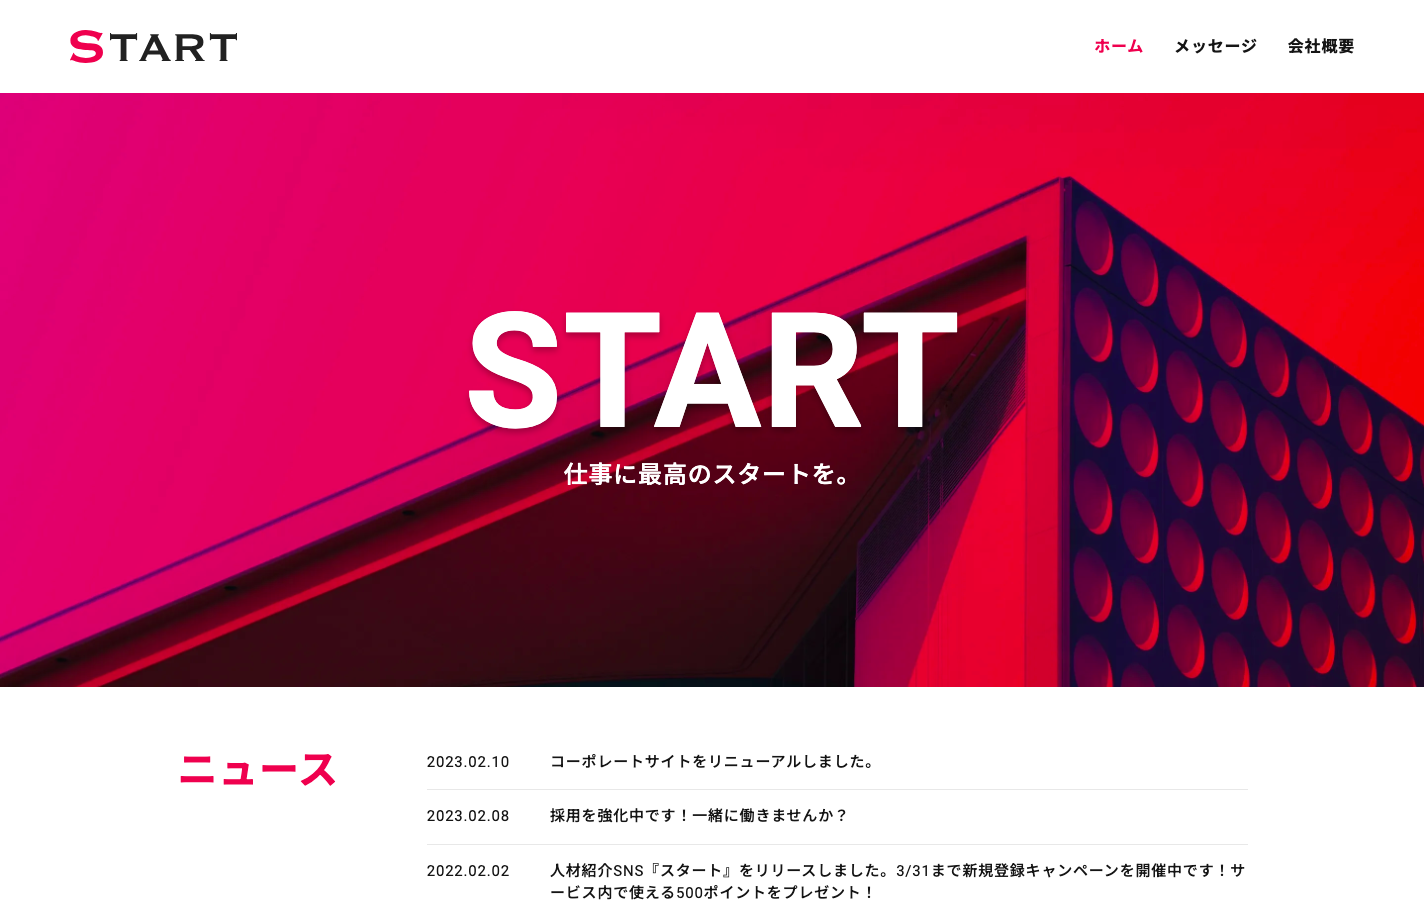 START
ホーム メッセージ 会社概要
START
仕事に最高のスタートを。
ニュース
2023.02.10 コーポレートサイトをリニューアルしました。
2023.02.08 採用を強化中です！一緒に働きませんか？
2022.02.02 人材紹介SNS『スタート』をリリースしました。3/31まで新規登録キャンペーンを開催中です！サ
ービス内で使える500ポイントをプレゼント！